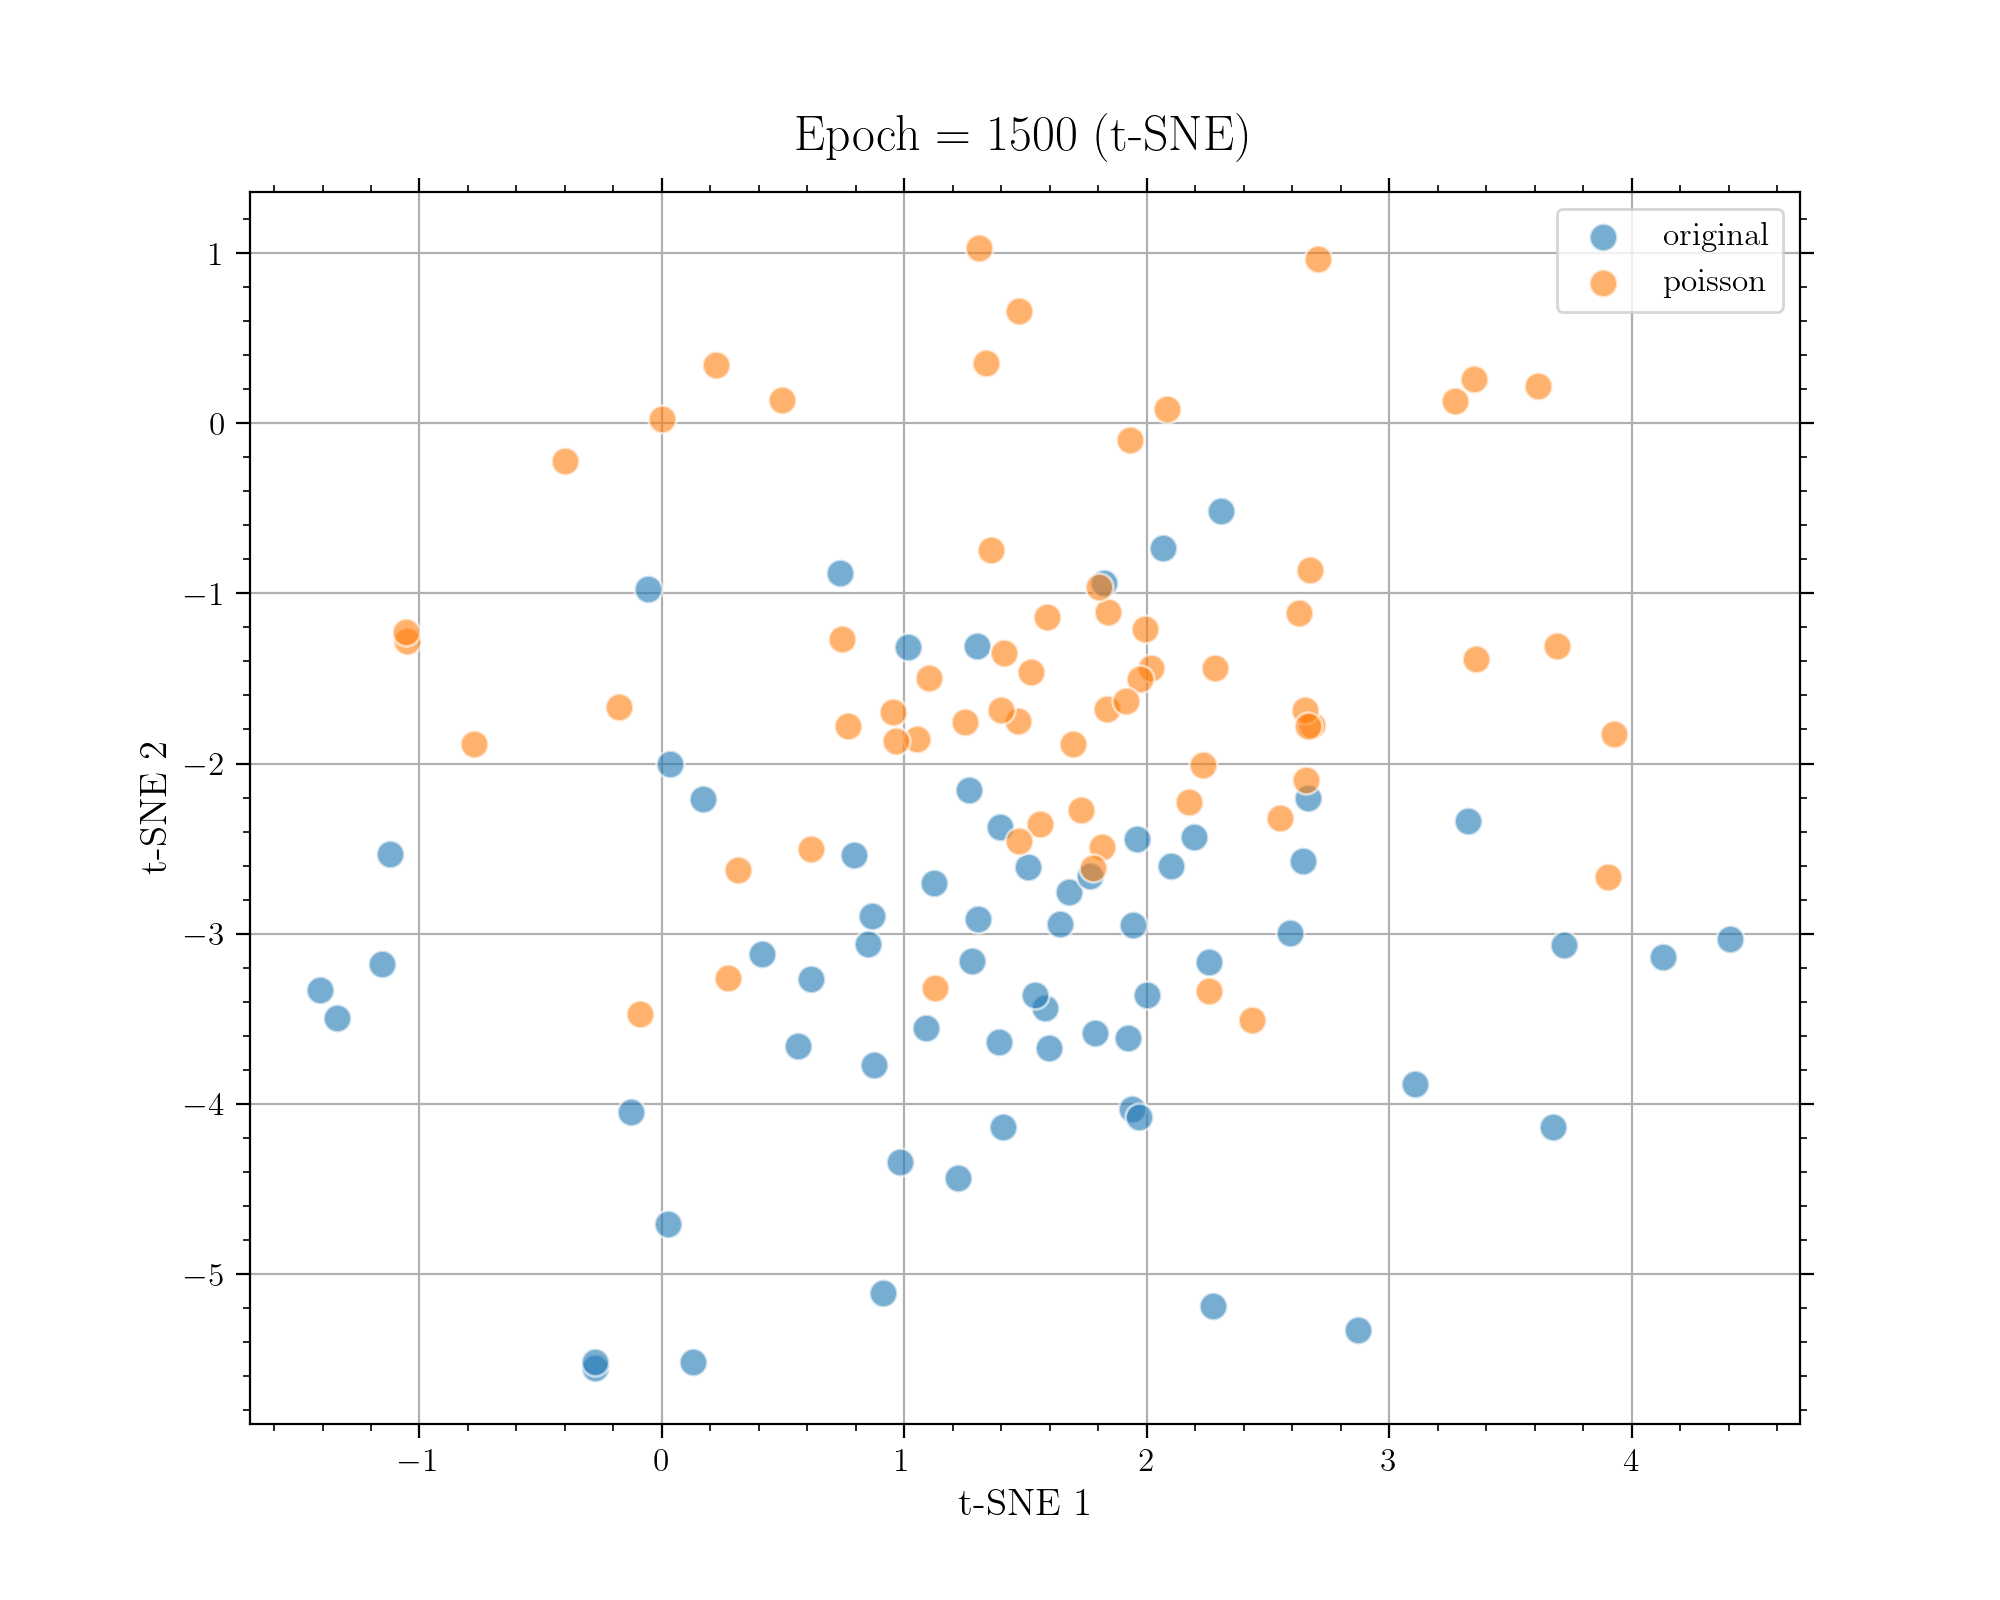 Epoch = 1500 (t-SNE)
original
poisson
1
0
−1
−2
−3
−4
−5
t-SNE 2
−1
0
1
2
3
4
t-SNE 1